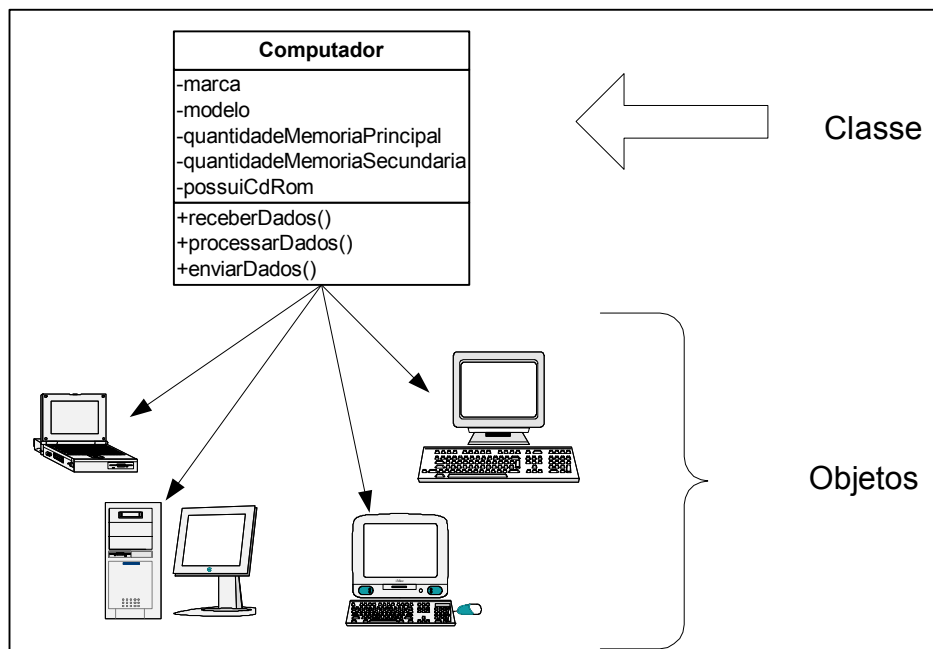 Computador
-marca
-modelo
-quantidadeMemoriaPrincipal
-quantidadeMemoriaSecundaria
-possuiCdRom
+receberDados()
+processarDados()
+enviarDados()
Classe
Objetos